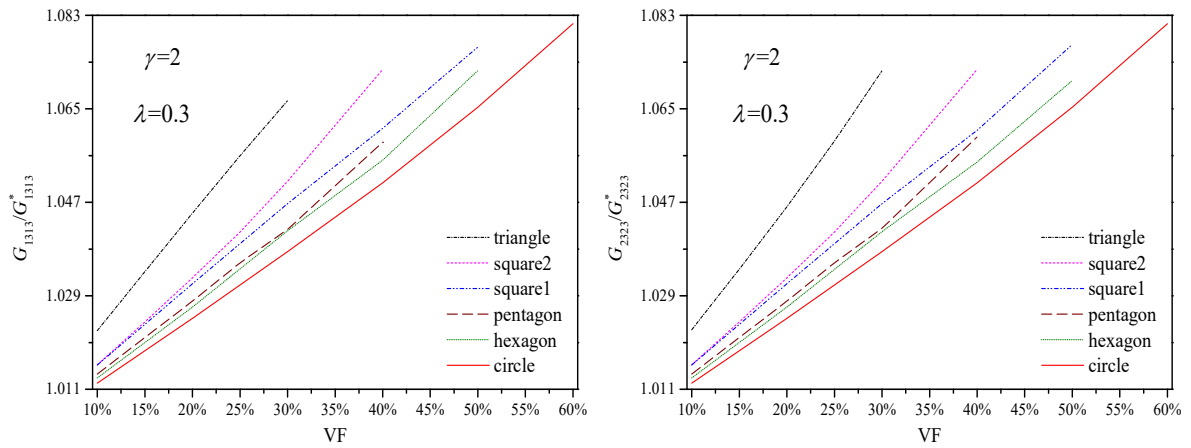 1.083
1.065
1.047
1.029
1.011
G1313/G*1313
γ=2
λ=0.3
triangle
square2
square1
pentagon
hexagon
circle
10% 15% 20% 25% 30% 35% 40% 45% 50% 55% 60%
VF
1.083
1.065
1.047
1.029
1.011
G2323/G*2323
γ=2
λ=0.3
triangle
square2
square1
pentagon
hexagon
circle
10% 15% 20% 25% 30% 35% 40% 45% 50% 55% 60%
VF